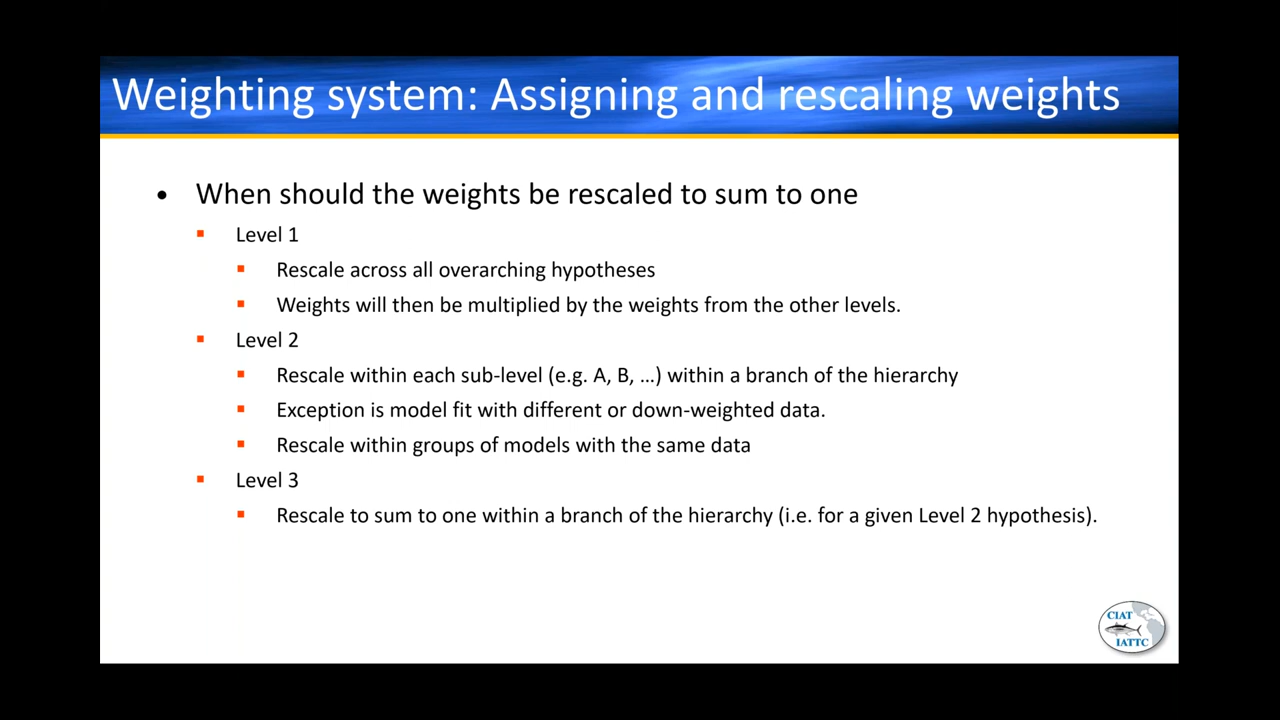 Weighting system: Assigning and rescaling weights
• When should the weights be rescaled to sum to one
▪ Level 1
▪ Rescale across all overarching hypotheses
▪ Weights will then be multiplied by the weights from the other levels.
▪ Level 2
▪ Rescale within each sub-level (e.g. A, B, …) within a branch of the hierarchy
▪ Exception is model fit with different or down-weighted data.
▪ Rescale within groups of models with the same data
▪ Level 3
▪ Rescale to sum to one within a branch of the hierarchy (i.e. for a given Level 2 hypothesis).
CIAT
IATTC